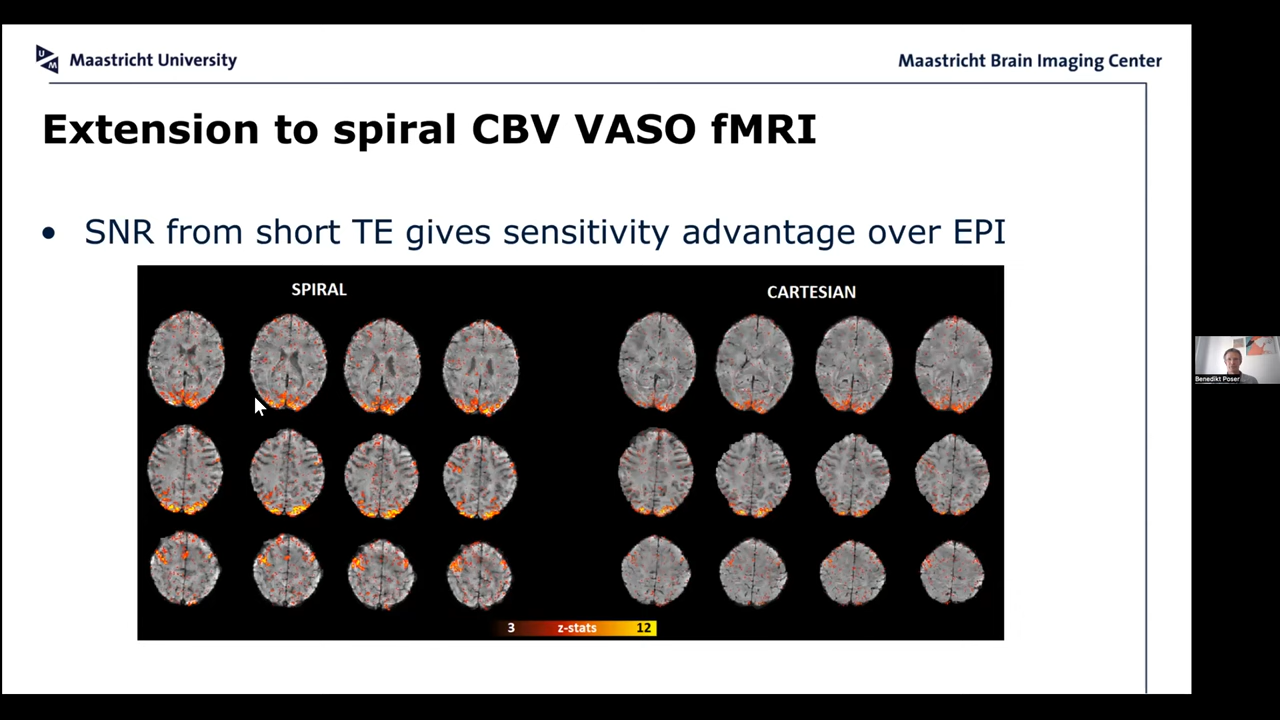 UM
Maastricht University
Maastricht Brain Imaging Center
Extension to spiral CBV VASO fMRI
• SNR from short TE gives sensitivity advantage over EPI
SPIRAL
CARTESIAN
3 z-stats 12
Benedikt Poser